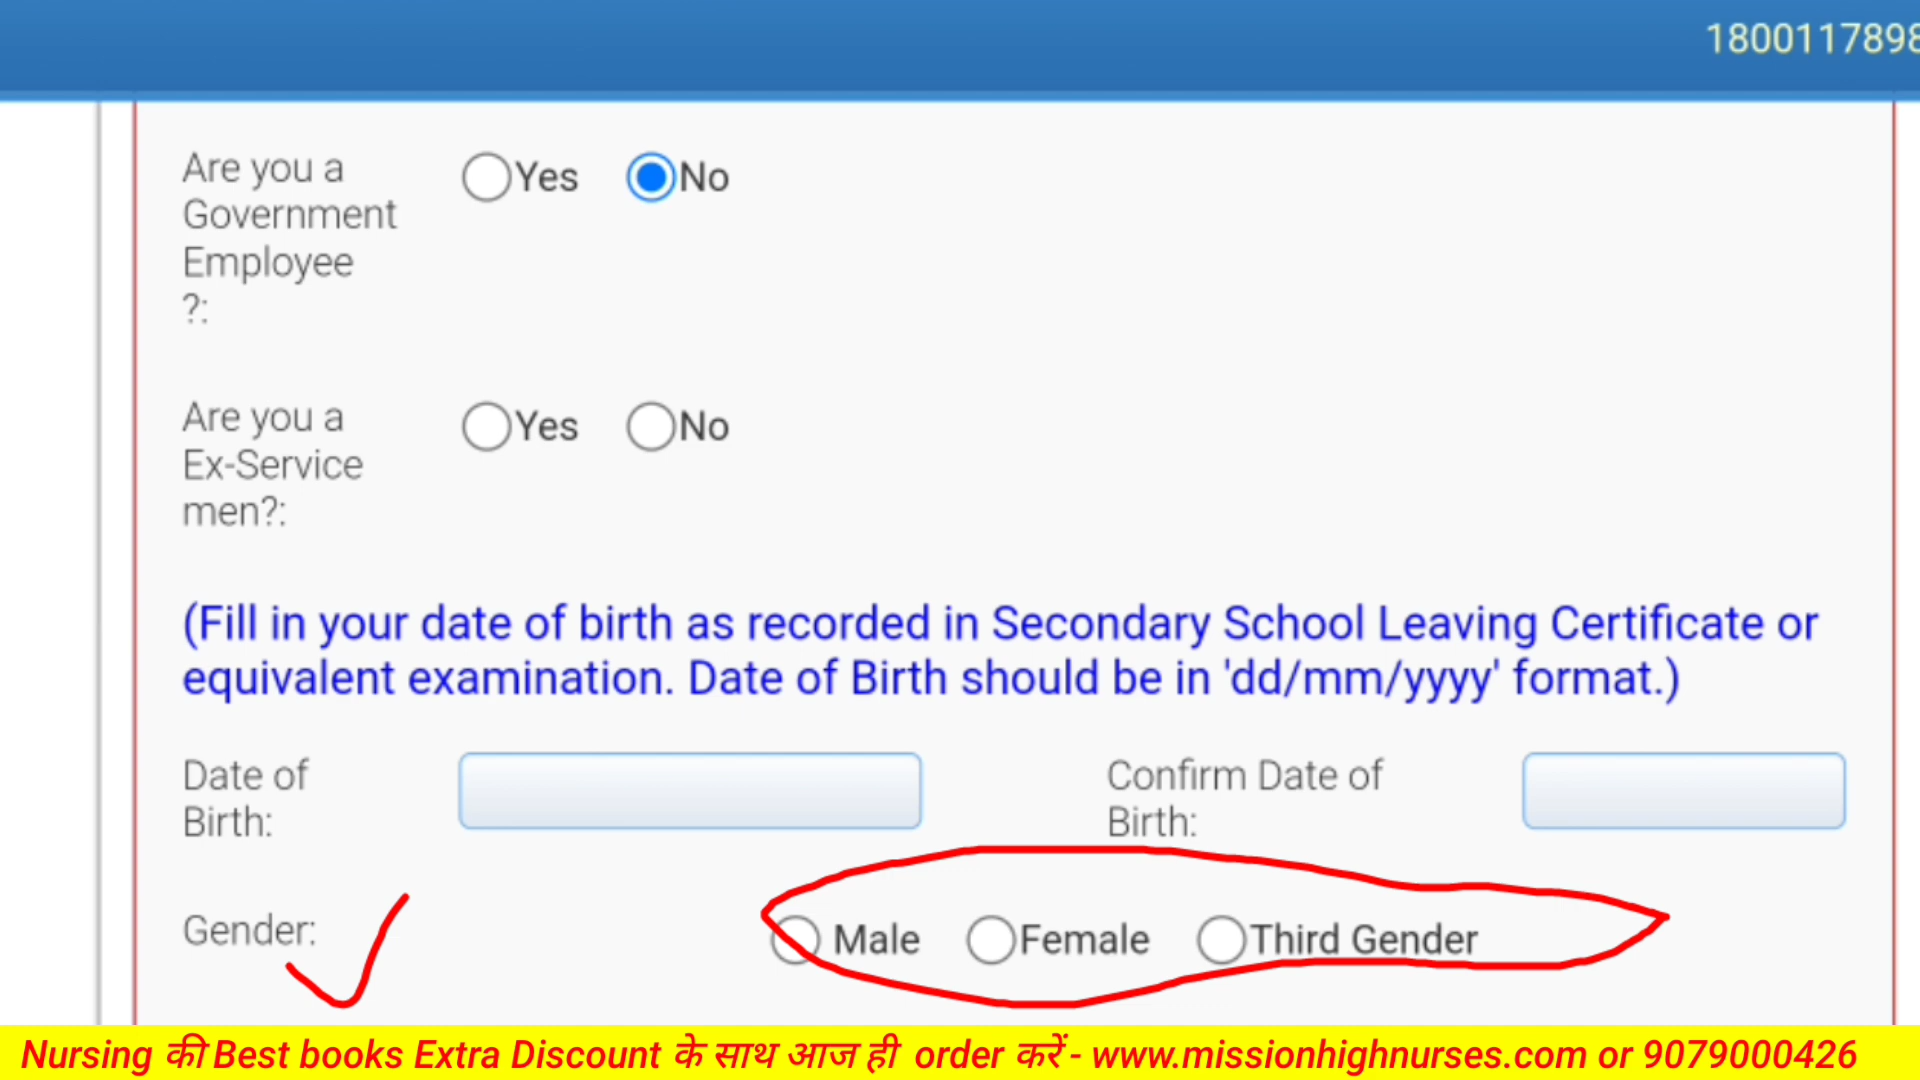 180011789
Are you a
Government
Employee
?:
Yes
No
Are you a
Ex-Service
men?:
Yes
No
(Fill in your date of birth as recorded in Secondary School Leaving Certificate or
equivalent examination. Date of Birth should be in 'dd/mm/yyyy' format.)
Date of
Birth:
Confirm Date of
Birth:
Gender:
Male
Female
Third Gender
Nursing की Best books Extra Discount के साथ आज ही order करें - www.missionhighnurses.com or 9079000426